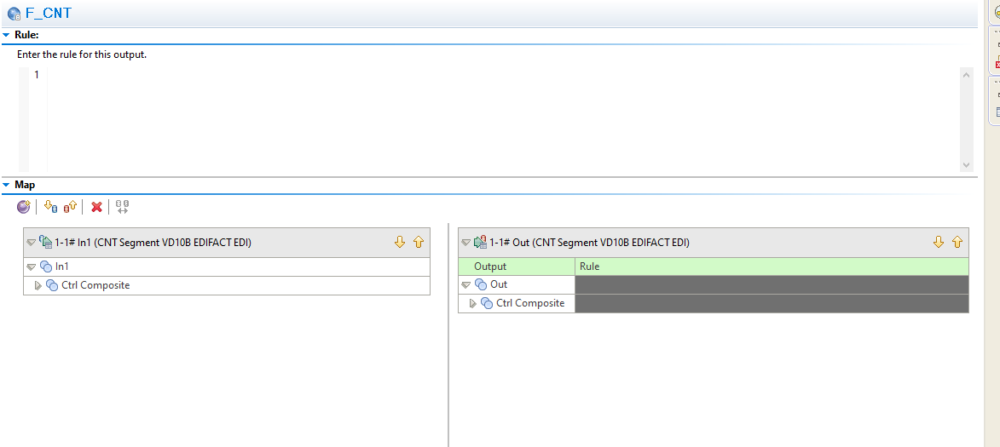 F_CNT
Rule:
Enter the rule for this output.
1
Map
1-1# In1 (CNT Segment VD10B EDIFACT EDI)
In1
Ctrl Composite
1-1# Out (CNT Segment VD10B EDIFACT EDI)
Output Rule
Out
Ctrl Composite